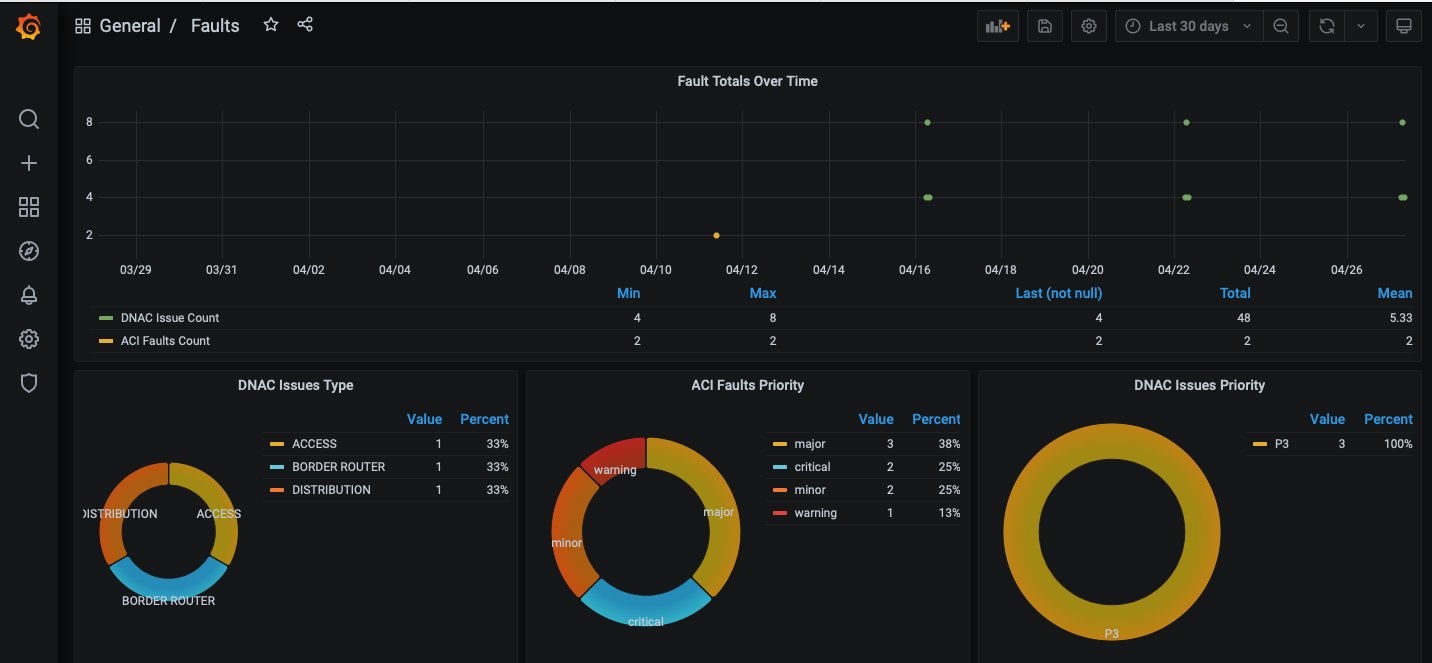 General / Faults
Last 30 days
Fault Totals Over Time
8
6
4
2
03/29 03/31 04/02 04/04 04/06 04/08 04/10 04/12 04/14 04/16 04/18 04/20 04/22 04/24 04/26
Min Max Last (not null) Total Mean
DNAC Issue Count 4 8 4 48 5.33
ACI Faults Count 2 2 2 2 2
DNAC Issues Type
Value Percent
ACCESS 1 33%
BORDER ROUTER 1 33%
DISTRIBUTION 1 33%
DISTRIBUTION ACCESS
BORDER ROUTER
ACI Faults Priority
Value Percent
major 3 38%
critical 2 25%
minor 2 25%
warning 1 13%
warning
major
minor
critical
DNAC Issues Priority
Value Percent
P3 3 100%
P3